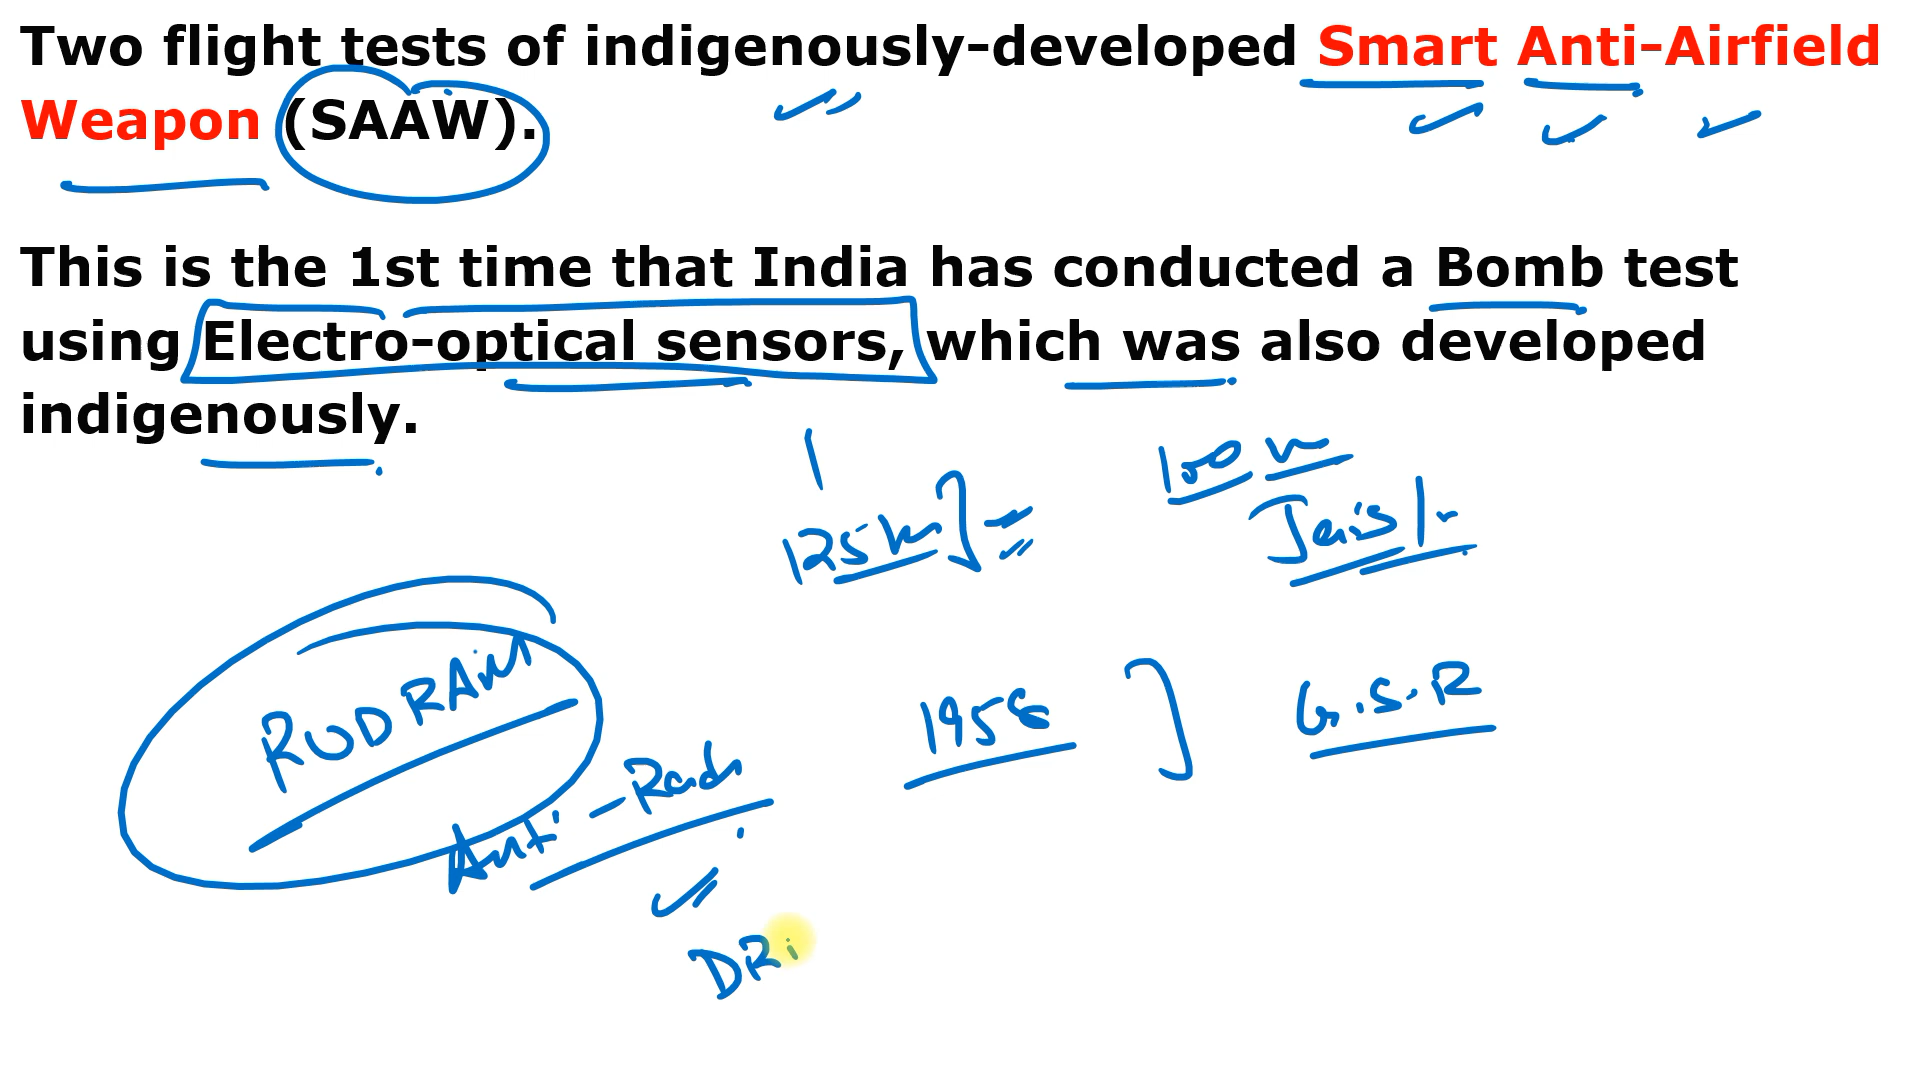 Two flight tests of indigenously-developed Smart Anti-Airfield
Weapon (SAAW).
This is the 1st time that India has conducted a Bomb test
using Electro-optical sensors, which was also developed
indigenously.
100
125
RUDRAM
1958
G.S.R
Anti-Rad
DR